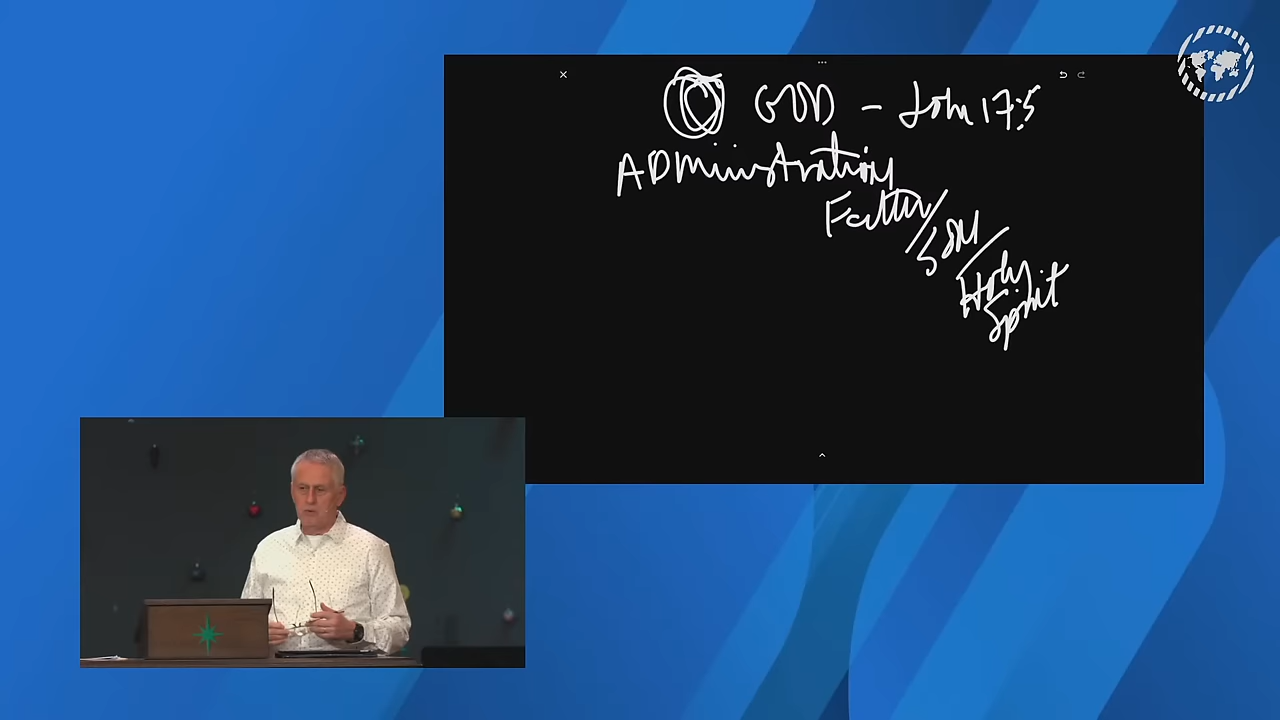 GOD - John 17:5
ADMinistration
Father/
SON/
Holy
Spirit